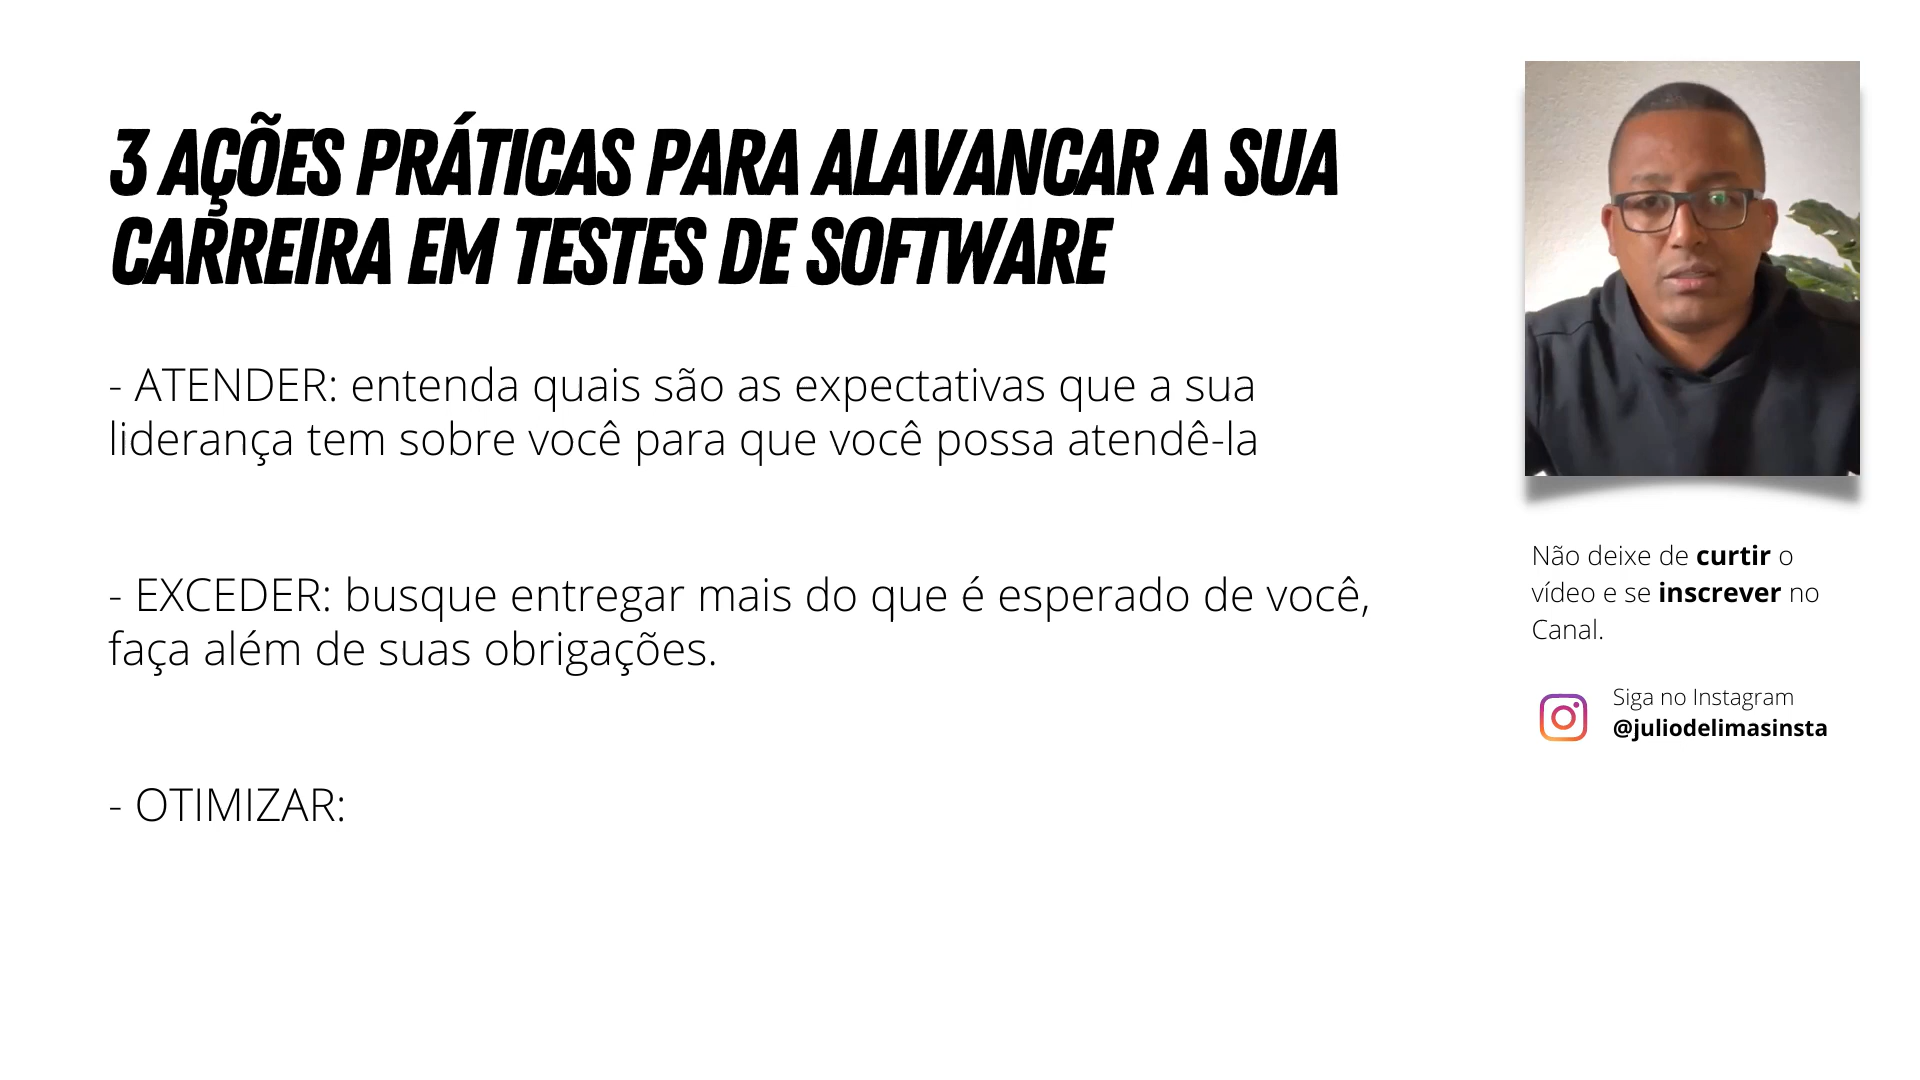 3 AÇÕES PRÁTICAS PARA ALAVANCAR A SUA
CARREIRA EM TESTES DE SOFTWARE
- ATENDER: entenda quais são as expectativas que a sua
liderança tem sobre você para que você possa atendê-la
- EXCEDER: busque entregar mais do que é esperado de você,
faça além de suas obrigações.
- OTIMIZAR:
Não deixe de curtir o
vídeo e se inscrever no
Canal.
Siga no Instagram
@juliodelimasinsta